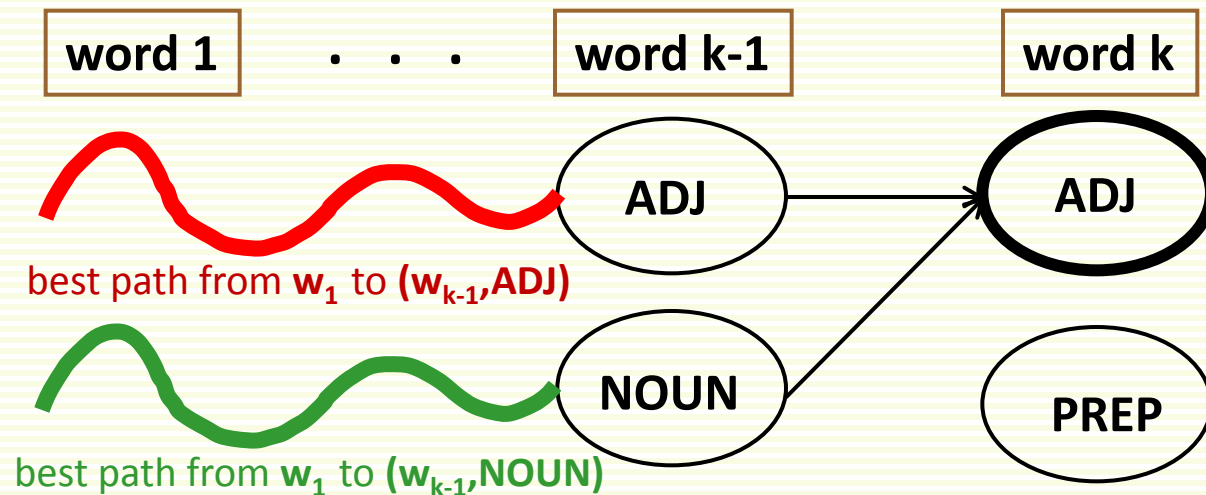 word 1 . . . word k-1 word k
ADJ ADJ
best path from w₁ to (wₖ₋₁,ADJ)
NOUN PREP
best path from w₁ to (wₖ₋₁,NOUN)